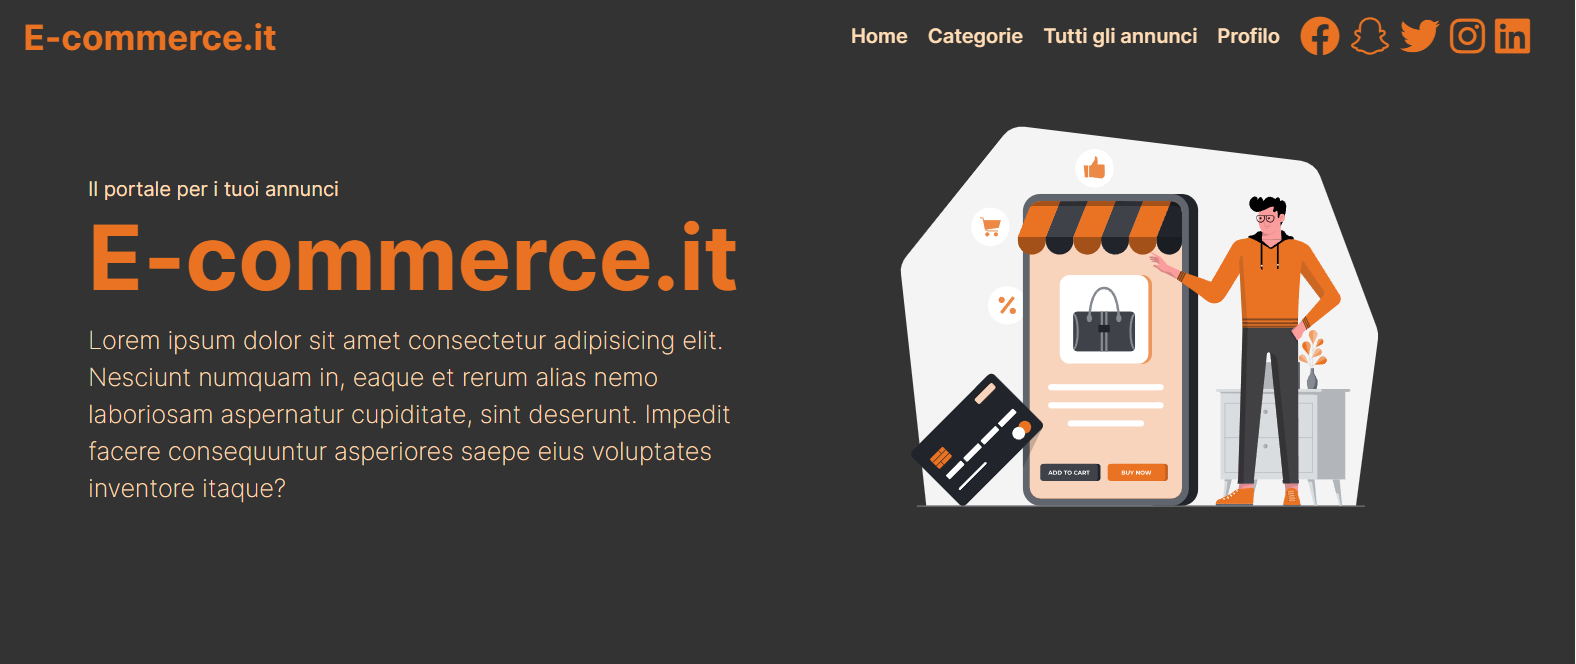 E-commerce.it
Home Categorie Tutti gli annunci Profilo
Il portale per i tuoi annunci
E-commerce.it
Lorem ipsum dolor sit amet consectetur adipisicing elit.
Nesciunt numquam in, eaque et rerum alias nemo
laboriosam aspernatur cupiditate, sint deserunt. Impedit
facere consequuntur asperiores saepe eius voluptates
inventore itaque?
%
ADD TO CART BUY NOW